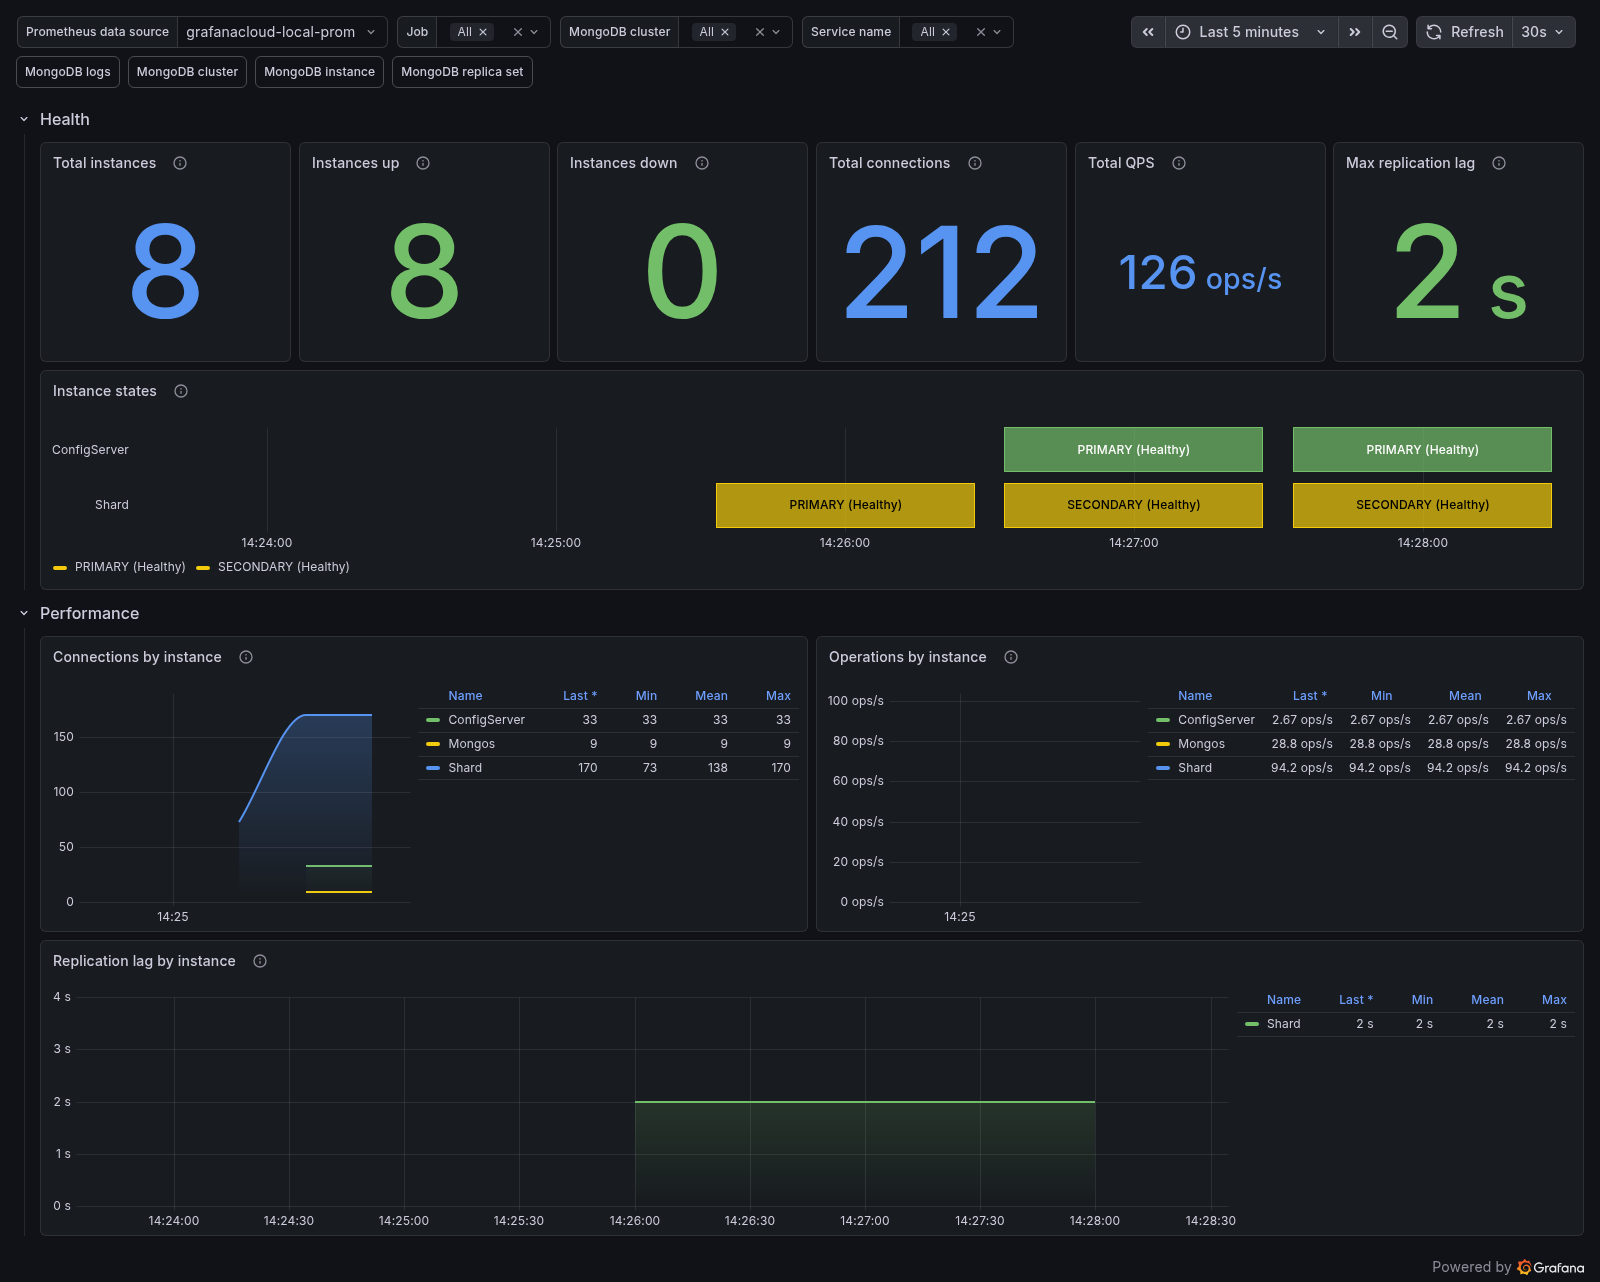 Prometheus data source grafanacloud-local-prom Job All MongoDB cluster All Service name All Last 5 minutes Refresh 30s
MongoDB logs MongoDB cluster MongoDB instance MongoDB replica set
Health
Total instances Instances up Instances down Total connections Total QPS Max replication lag
8 8 0 212 126 ops/s 2 s
Instance states
ConfigServer PRIMARY (Healthy) PRIMARY (Healthy)
Shard PRIMARY (Healthy) SECONDARY (Healthy) SECONDARY (Healthy)
14:24:00 14:25:00 14:26:00 14:27:00 14:28:00
PRIMARY (Healthy) SECONDARY (Healthy)
Performance
Connections by instance
150
100
50
0
14:25
Name Last * Min Mean Max
ConfigServer 33 33 33 33
Mongos 9 9 9 9
Shard 170 73 138 170
Operations by instance
100 ops/s
80 ops/s
60 ops/s
40 ops/s
20 ops/s
0 ops/s
14:25
Name Last * Min Mean Max
ConfigServer 2.67 ops/s 2.67 ops/s 2.67 ops/s 2.67 ops/s
Mongos 28.8 ops/s 28.8 ops/s 28.8 ops/s 28.8 ops/s
Shard 94.2 ops/s 94.2 ops/s 94.2 ops/s 94.2 ops/s
Replication lag by instance
4 s
3 s
2 s
1 s
0 s
14:24:00 14:24:30 14:25:00 14:25:30 14:26:00 14:26:30 14:27:00 14:27:30 14:28:00 14:28:30
Name Last * Min Mean Max
Shard 2 s 2 s 2 s 2 s
Powered by Grafana